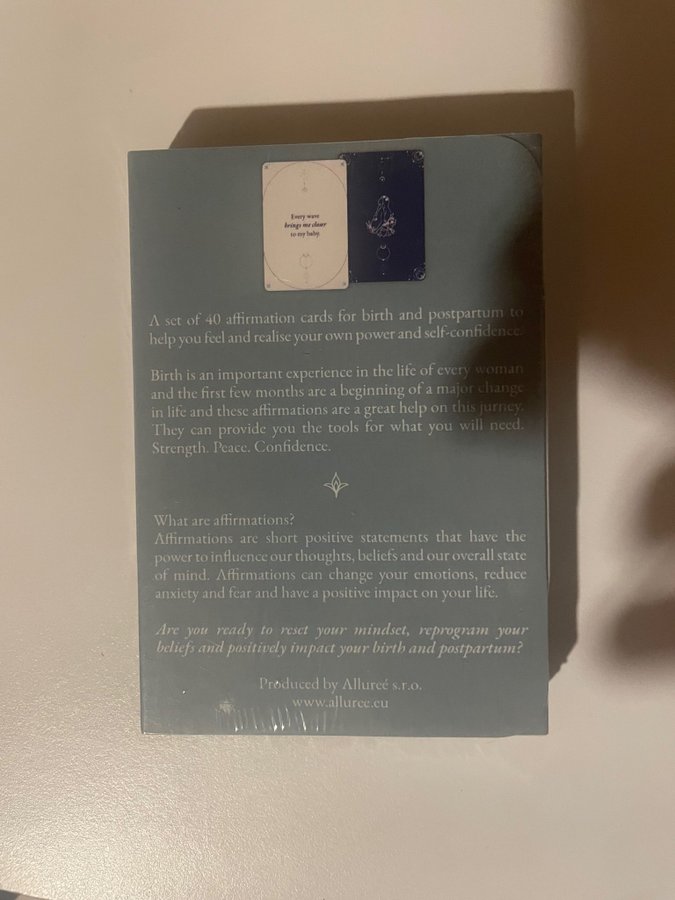 Every wave
brings me closer
to my baby.
A set of 40 affirmation cards for birth and postpartum to
help you feel and realise your own power and self-confidence.
Birth is an important experience in the life of every woman
and the first few months are a beginning of a major change
in life and these affirmations are a great help on this jurney.
They can provide you the tools for what you will need.
Strength. Peace. Confidence.
What are affirmations?
Affirmations are short positive statements that have the
power to influence our thoughts, beliefs and our overall state
of mind. Affirmations can change your emotions, reduce
anxiety and fear and have a positive impact on your life.
Are you ready to reset your mindset, reprogram your
beliefs and positively impact your birth and postpartum?
Produced by Allureé s.r.o.
www.alluree.eu